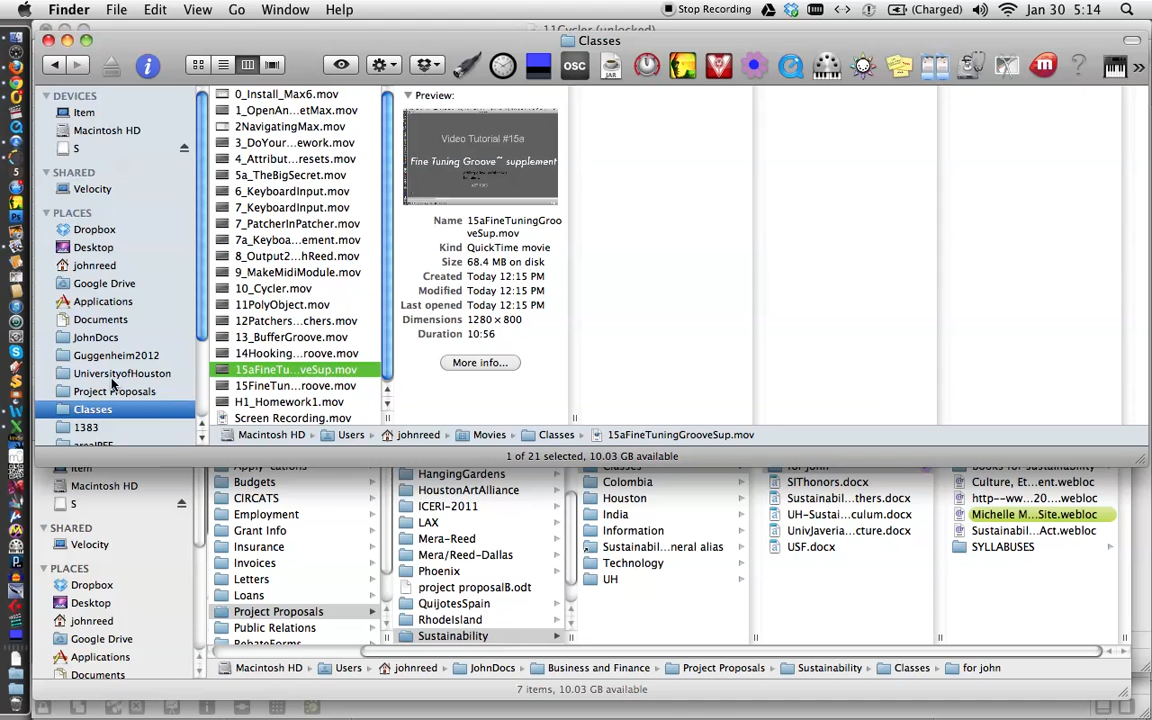 Finder File Edit View Go Window Help Stop Recording (Charged) Jan 30 5:14
11Cycler (unlocked)
Classes
OSC JAR
DEVICES
Item
Macintosh HD
S
SHARED
Velocity
PLACES
Dropbox
Desktop
johnreed
Google Drive
Applications
Documents
JohnDocs
Guggenheim2012
UniversityofHouston
Project Proposals
Classes
1383
0_Install_Max6.mov
1_OpenAn...etMax.mov
2NavigatingMax.mov
3_DoYour...ework.mov
4_Attribut...resets.mov
5a_TheBigSecret.mov
6_KeyboardInput.mov
7_KeyboardInput.mov
7_PatcherInPatcher.mov
7a_Keyboa...ement.mov
8_Output2...hReed.mov
9_MakeMidiModule.mov
10_Cycler.mov
11PolyObject.mov
12Patchers...chers.mov
13_BufferGroove.mov
14Hooking...roove.mov
15aFineTu...veSup.mov
15FineTun...roove.mov
H1_Homework1.mov
Screen Recording.mov
Preview:
Video Tutorial #15a
Fine Tuning Groove~ supplement
Name 15aFineTuningGroo
veSup.mov
Kind QuickTime movie
Size 68.4 MB on disk
Created Today 12:15 PM
Modified Today 12:15 PM
Last opened Today 12:15 PM
Dimensions 1280 × 800
Duration 10:56
More info...
Macintosh HD Users johnreed Movies Classes 15aFineTuningGrooveSup.mov
1 of 21 selected, 10.03 GB available
Item
Macintosh HD
S
SHARED
Velocity
PLACES
Dropbox
Desktop
johnreed
Google Drive
Applications
Documents
Budgets
CIRCATS
Employment
Grant Info
Insurance
Invoices
Letters
Loans
Project Proposals
Public Relations
RebateForms
HangingGardens
HoustonArtAlliance
ICERI-2011
LAX
Mera-Reed
Mera/Reed-Dallas
Phoenix
project proposalB.odt
QuijotesSpain
RhodeIsland
Sustainability
Classes
Colombia
Houston
India
Information
Sustainabil...neral alias
Technology
UH
for john
SIThonors.docx
Sustainabil...thers.docx
UH-Sustai...culum.docx
UnivJaveria...cture.docx
USF.docx
Books for sustainability
Culture, Et...ent.webloc
http--ww...20....webloc
Michelle M...Site.webloc
Sustainabil...Act.webloc
SYLLABUSES
Macintosh HD Users johnreed JohnDocs Business and Finance Project Proposals Sustainability Classes for john
7 items, 10.03 GB available